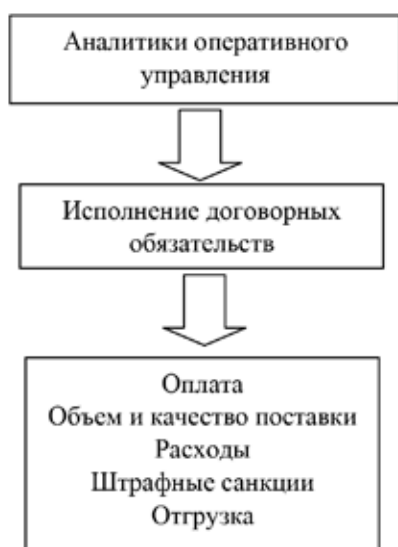 Аналитики оперативного
управления
Исполнение договорных
обязательств
Оплата
Объем и качество поставки
Расходы
Штрафные санкции
Отгрузка